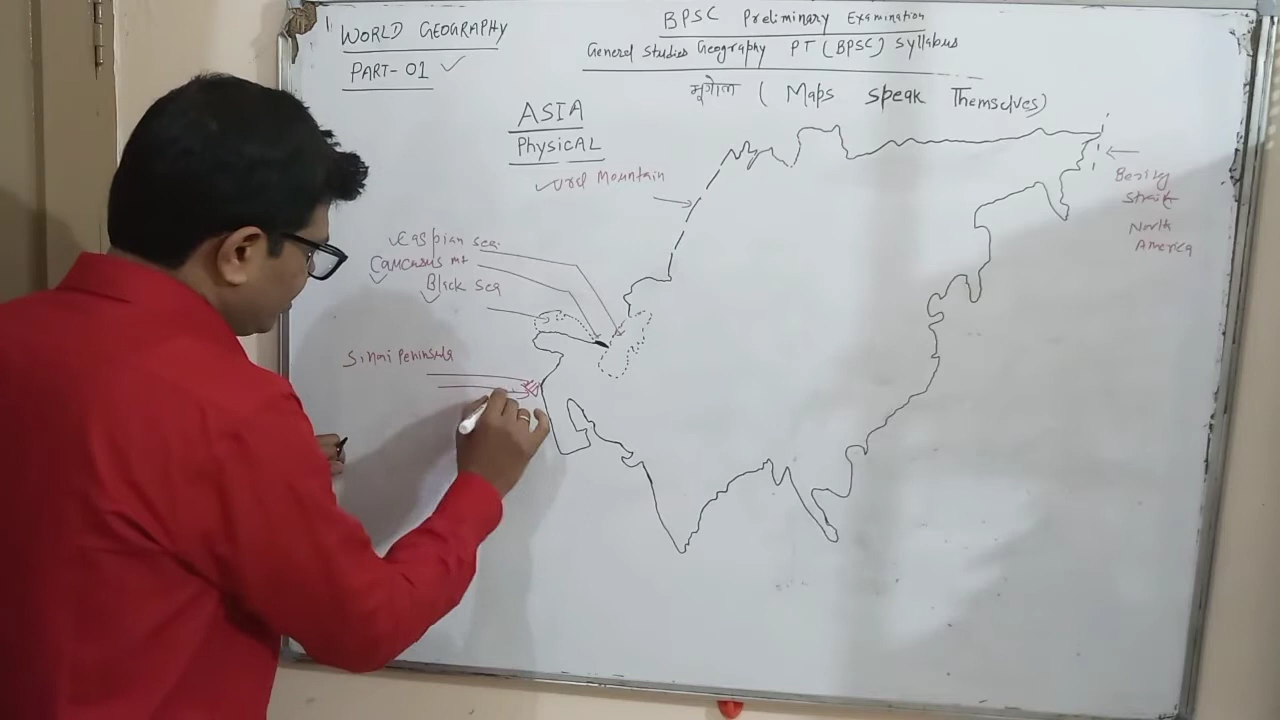 WORLD GEOGRAPHY
PART-01 ✓
BPSC Preliminary Examination
General Studies Geography PT (BPSC) Syllabus
भूगोल ( Maps speak Themselves)
ASIA
Physical
Ural Mountain
Caspian sea
Caucasus mt
Black sea
Sinai Peninsula
Bering
Strait
North
America